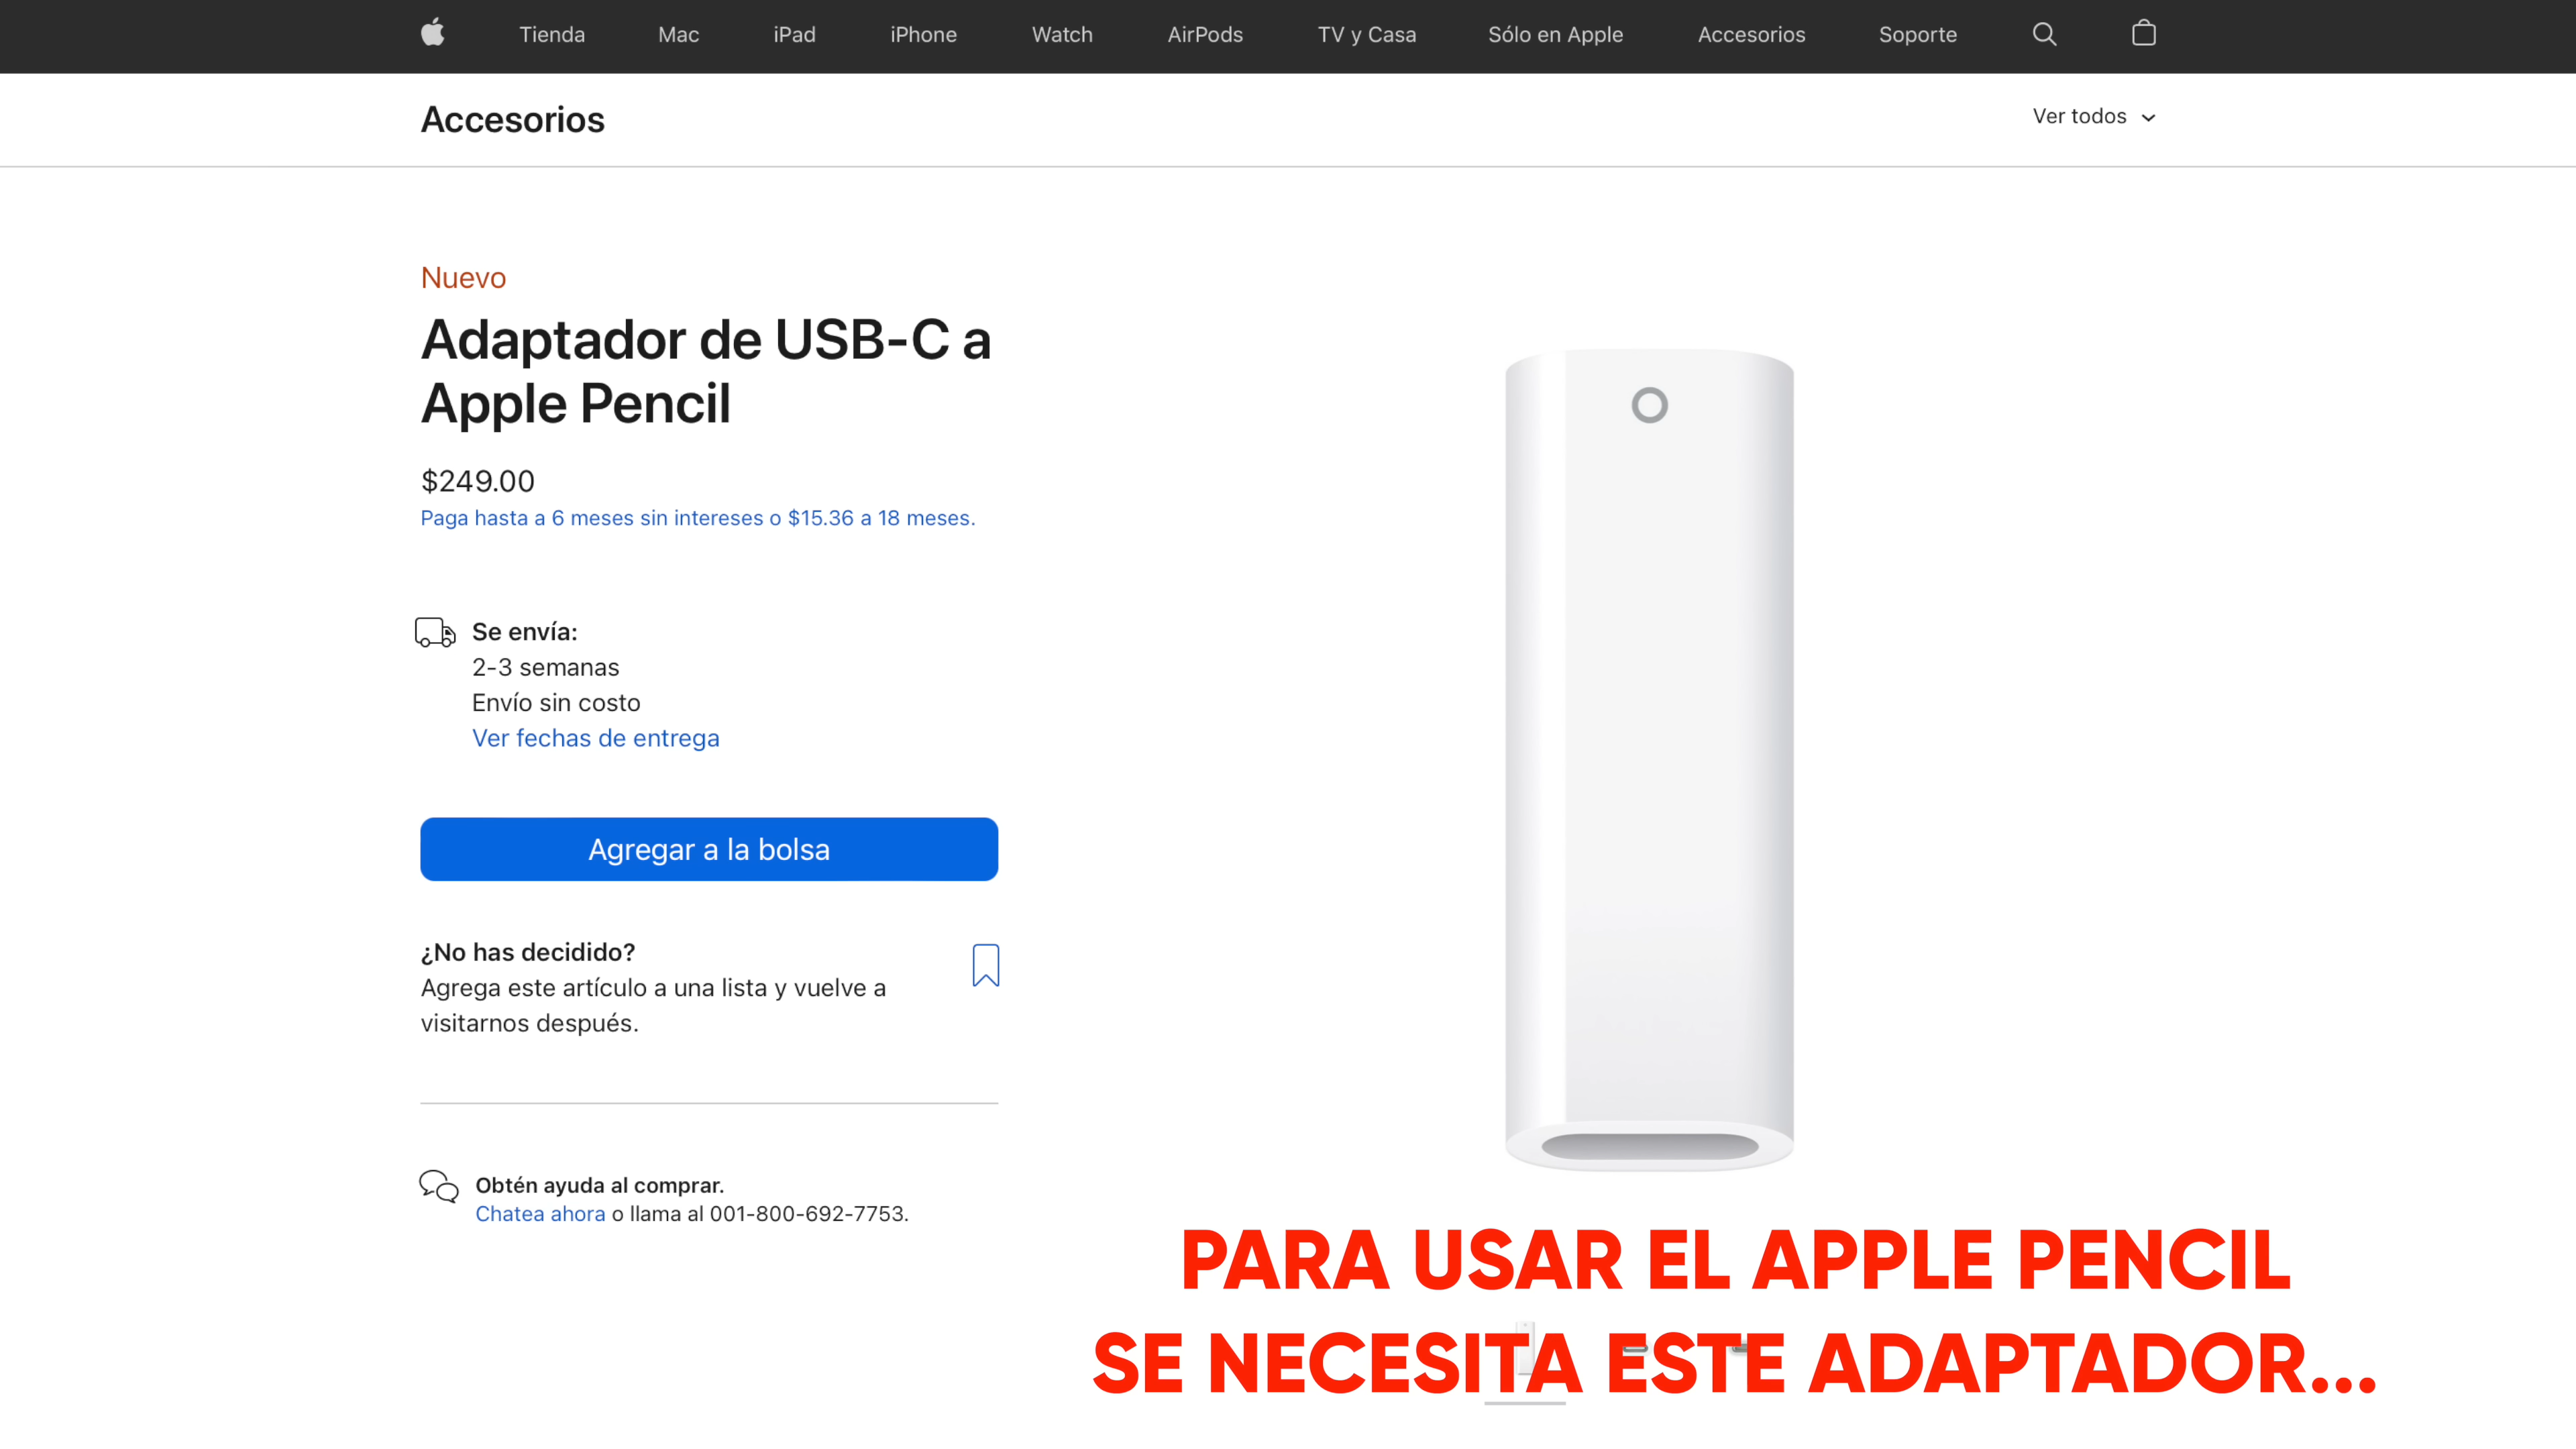 Tienda Mac iPad iPhone Watch AirPods TV y Casa Sólo en Apple Accesorios Soporte
Accesorios
Ver todos
Nuevo
Adaptador de USB-C a
Apple Pencil
$249.00
Paga hasta a 6 meses sin intereses o $15.36 a 18 meses.
Se envía:
2-3 semanas
Envío sin costo
Ver fechas de entrega
Agregar a la bolsa
¿No has decidido?
Agrega este artículo a una lista y vuelve a
visitarnos después.
Obtén ayuda al comprar.
Chatea ahora o llama al 001-800-692-7753.
PARA USAR EL APPLE PENCIL
SE NECESITA ESTE ADAPTADOR...